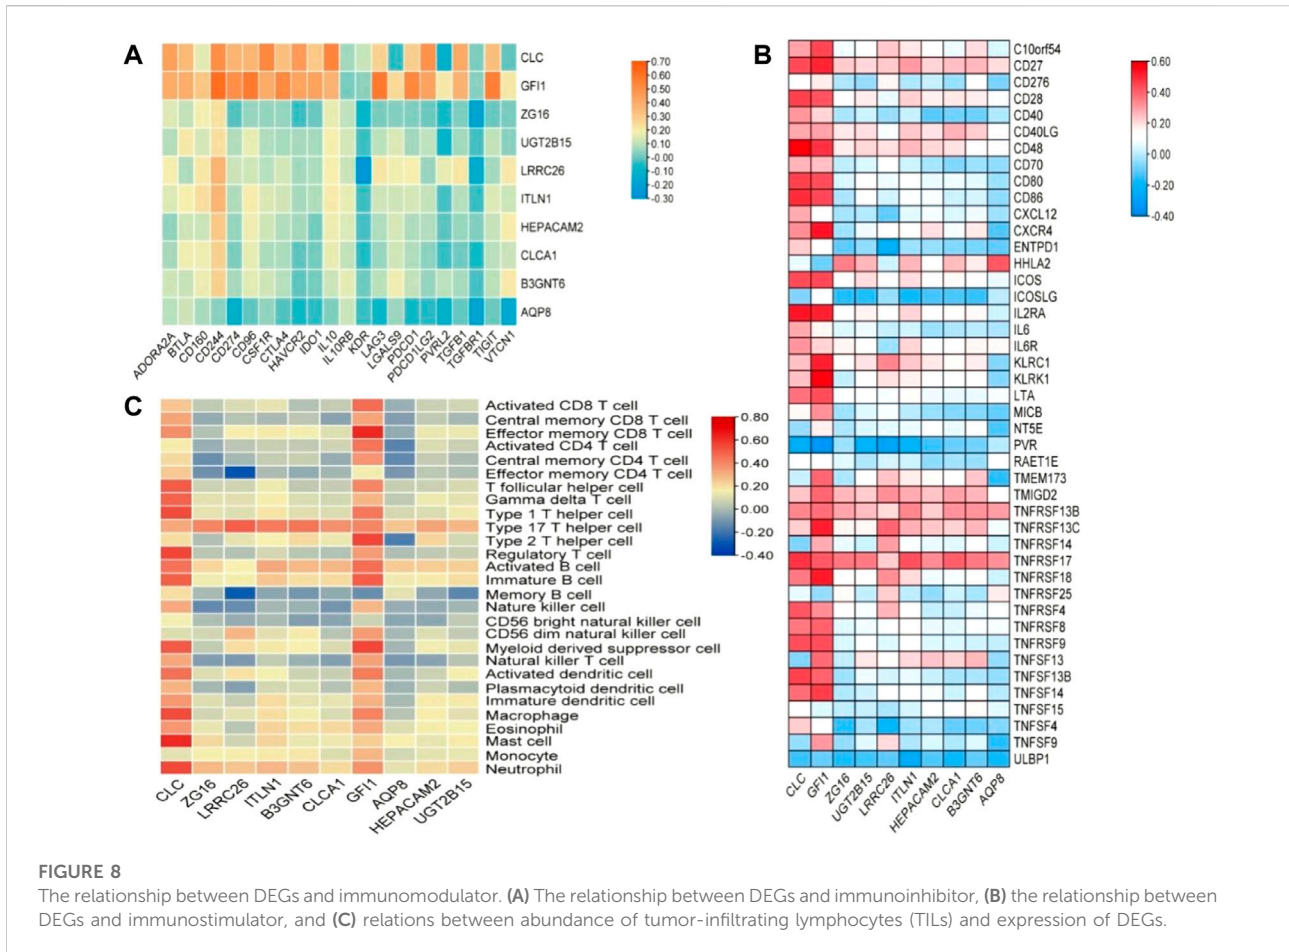 A
CLC
GFI1
ZG16
UGT2B15
LRRC26
ITLN1
HEPACAM2
CLCA1
B3GNT6
AQP8
ADORA2A
BTLA
CD160
CD244
CD274
CD96
CSF1R
CTLA4
HAVCR2
IDO1
IL10
IL10RB
KDR
LAG3
LGALS9
PDCD1
PDCD1LG2
PVRL2
TGFB1
TGFBR1
TIGIT
VTCN1
0.70
0.60
0.50
0.40
0.30
0.20
0.10
-0.00
-0.10
-0.20
-0.30
B
C10orf54
CD27
CD276
CD28
CD40
CD40LG
CD48
CD70
CD80
CD86
CXCL12
CXCR4
ENTPD1
HHLA2
ICOS
ICOSLG
IL2RA
IL6
IL6R
KLRC1
KLRK1
LTA
MICB
NT5E
PVR
RAET1E
TMEM173
TMIGD2
TNFRSF13B
TNFRSF13C
TNFRSF14
TNFRSF17
TNFRSF18
TNFRSF25
TNFRSF4
TNFRSF8
TNFRSF9
TNFSF13
TNFSF13B
TNFSF14
TNFSF15
TNFSF4
TNFSF9
ULBP1
CLC
GFI1
ZG16
UGT2B15
LRRC26
ITLN1
HEPACAM2
CLCA1
B3GNT6
AQP8
0.60
0.40
0.20
0.00
-0.20
-0.40
C
Activated CD8 T cell
Central memory CD8 T cell
Effector memory CD8 T cell
Activated CD4 T cell
Central memory CD4 T cell
Effector memory CD4 T cell
T follicular helper cell
Gamma delta T cell
Type 1 T helper cell
Type 17 T helper cell
Type 2 T helper cell
Regulatory T cell
Activated B cell
Immature B cell
Memory B cell
Nature killer cell
CD56 bright natural killer cell
CD56 dim natural killer cell
Myeloid derived suppressor cell
Natural killer T cell
Activated dendritic cell
Plasmacytoid dendritic cell
Immature dendritic cell
Macrophage
Eosinophil
Mast cell
Monocyte
Neutrophil
CLC
ZG16
LRRC26
ITLN1
B3GNT6
CLCA1
GFI1
AQP8
HEPACAM2
UGT2B15
0.80
0.60
0.40
0.20
0.00
-0.20
-0.40
FIGURE 8
The relationship between DEGs and immunomodulator. (A) The relationship between DEGs and immunoinhibitor, (B) the relationship between
DEGs and immunostimulator, and (C) relations between abundance of tumor-infiltrating lymphocytes (TILs) and expression of DEGs.